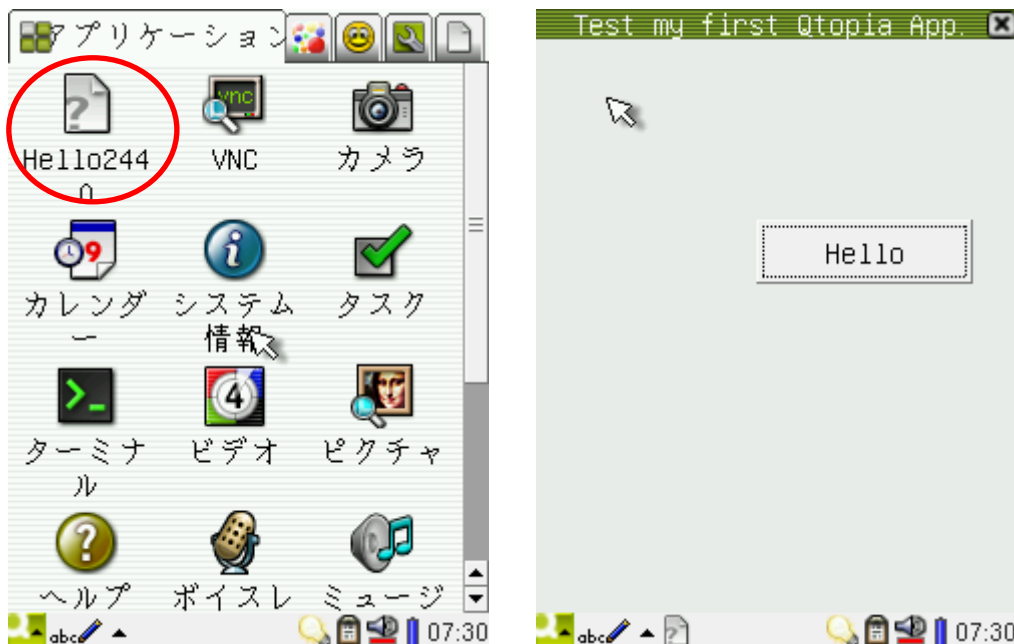 アプリケーション
Hello244
0
VNC
カメラ
カレンダ
ー
システム
情報
タスク
ターミナ
ル
ビデオ
ピクチャ
ヘルプ
ボイスレ
ミュージ
abc
07:30
Test my first Qtopia App.
Hello
abc
07:30